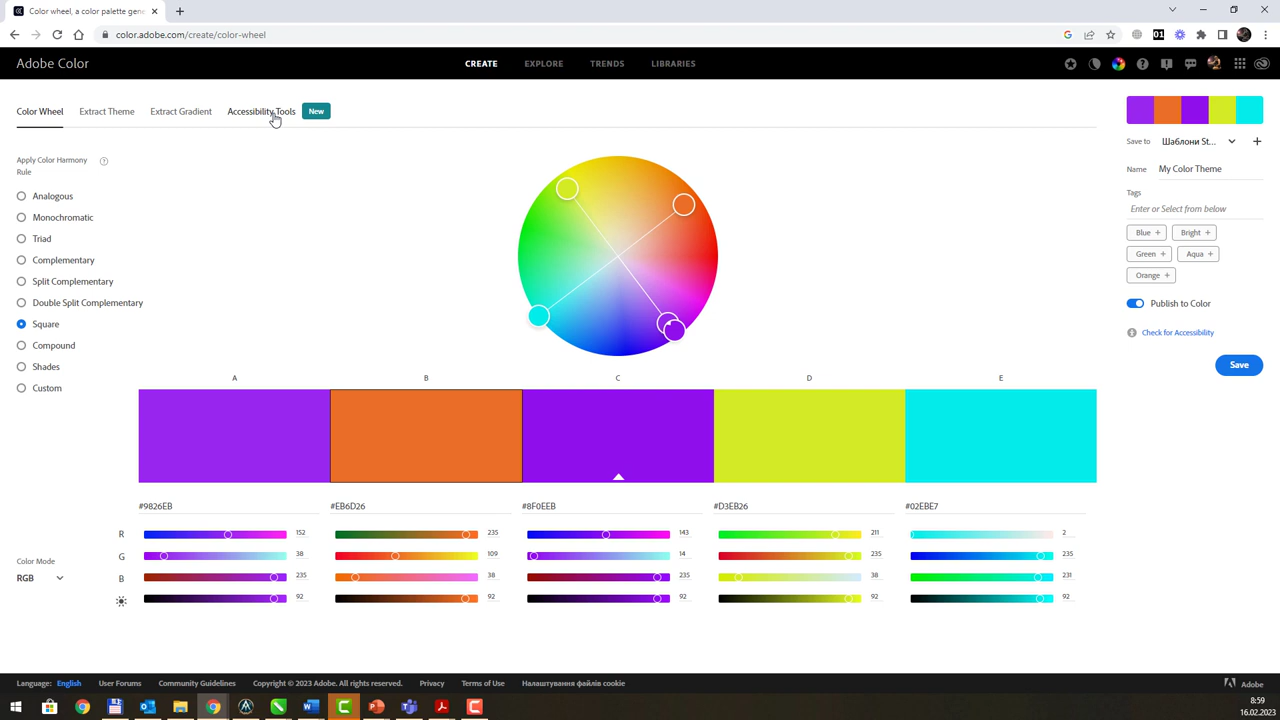 Color wheel, a color palette gene
color.adobe.com/create/color-wheel
01
Adobe Color
CREATE
EXPLORE
TRENDS
LIBRARIES
Color Wheel
Extract Theme
Extract Gradient
Accessibility Tools
New
Apply Color Harmony
Rule
Analogous
Monochromatic
Triad
Complementary
Split Complementary
Double Split Complementary
Square
Compound
Shades
Custom
Save to
Шаблони St...
Name
My Color Theme
Tags
Enter or Select from below
Blue +
Bright +
Green +
Aqua +
Orange +
Publish to Color
Check for Accessibility
Save
A B C D E
#9826EB #EB6D26 #8F0EEB #D3EB26 #02EBE7
R 152 235 143 211 2
G 38 109 14 235 235
B 235 38 235 38 231
92 92 92 92 92
Color Mode
RGB
Language: English
User Forums
Community Guidelines
Copyright © 2023 Adobe. All rights reserved.
Privacy
Terms of Use
Налаштування файлів cookie
Adobe
8:59
16.02.2023